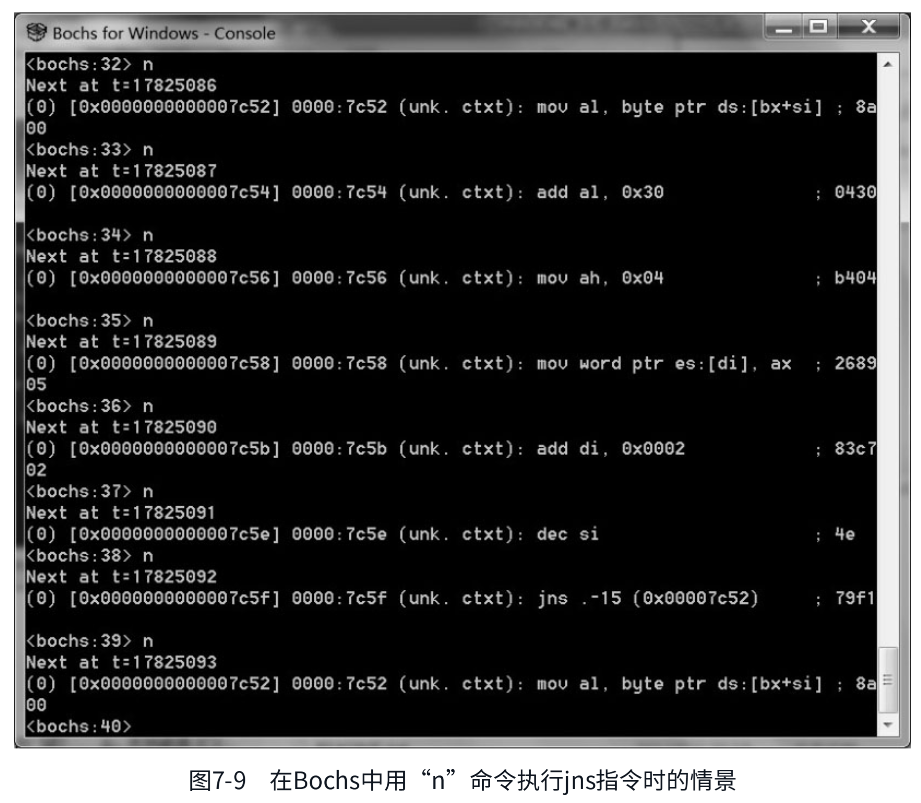 Bochs for Windows - Console
<bochs:32> n
Next at t=17825086
(0) [0x0000000000007c52] 0000:7c52 (unk. ctxt): mov al, byte ptr ds:[bx+si] ; 8a
00
<bochs:33> n
Next at t=17825087
(0) [0x0000000000007c54] 0000:7c54 (unk. ctxt): add al, 0x30 ; 0430
<bochs:34> n
Next at t=17825088
(0) [0x0000000000007c56] 0000:7c56 (unk. ctxt): mov ah, 0x04 ; b404
<bochs:35> n
Next at t=17825089
(0) [0x0000000000007c58] 0000:7c58 (unk. ctxt): mov word ptr es:[di], ax ; 2689
05
<bochs:36> n
Next at t=17825090
(0) [0x0000000000007c5b] 0000:7c5b (unk. ctxt): add di, 0x0002 ; 83c7
02
<bochs:37> n
Next at t=17825091
(0) [0x0000000000007c5e] 0000:7c5e (unk. ctxt): dec si ; 4e
<bochs:38> n
Next at t=17825092
(0) [0x0000000000007c5f] 0000:7c5f (unk. ctxt): jns .-15 (0x00007c52) ; 79f1
<bochs:39> n
Next at t=17825093
(0) [0x0000000000007c52] 0000:7c52 (unk. ctxt): mov al, byte ptr ds:[bx+si] ; 8a
00
<bochs:40>
图7-9 在Bochs中用“n”命令执行jns指令时的情景